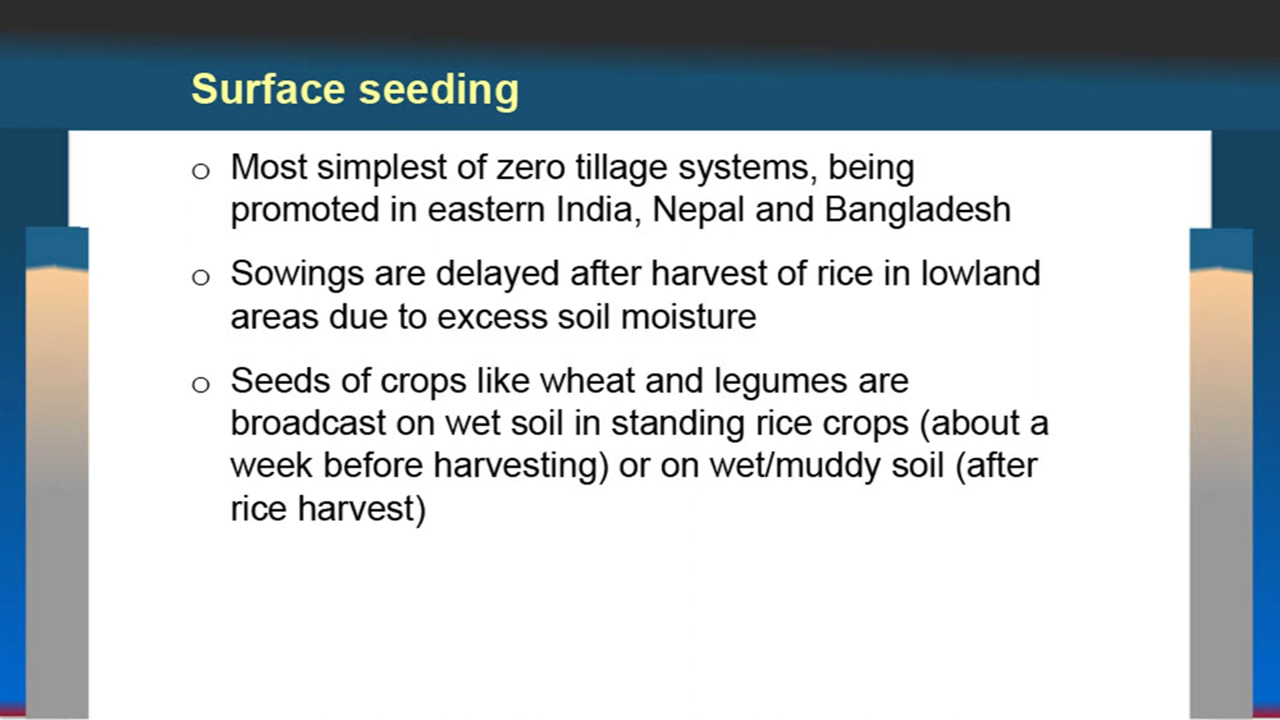 Surface seeding
o Most simplest of zero tillage systems, being
promoted in eastern India, Nepal and Bangladesh
o Sowings are delayed after harvest of rice in lowland
areas due to excess soil moisture
o Seeds of crops like wheat and legumes are
broadcast on wet soil in standing rice crops (about a
week before harvesting) or on wet/muddy soil (after
rice harvest)